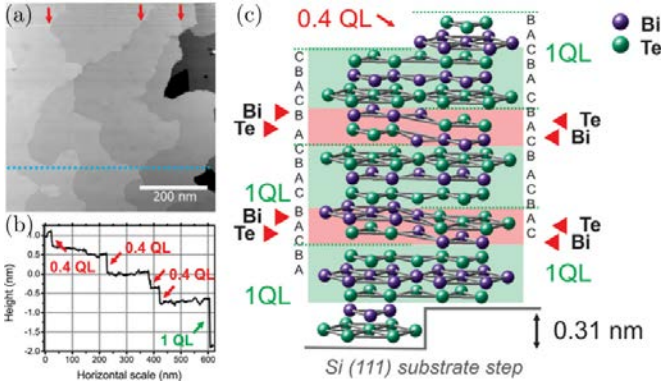 (a)
200 nm
(b)
Height (nm)
1.0
0.5
0.0
-0.5
-1.0
-1.5
-2.0
0.4 QL
0.4 QL
0.4 QL
1 QL
0 100 200 300 400 500 600
Horizontal scale (nm)
(c)
0.4 QL
B
A
C
B
A
C
Bi
Te
1QL
C
B
A
C
B
A
Bi
Te
B
A
C
B
Te
Bi
1QL
A
C
B
Bi
Te
B
A
C
Te
Bi
1QL
B
A
1QL
0.31 nm
Si (111) substrate step